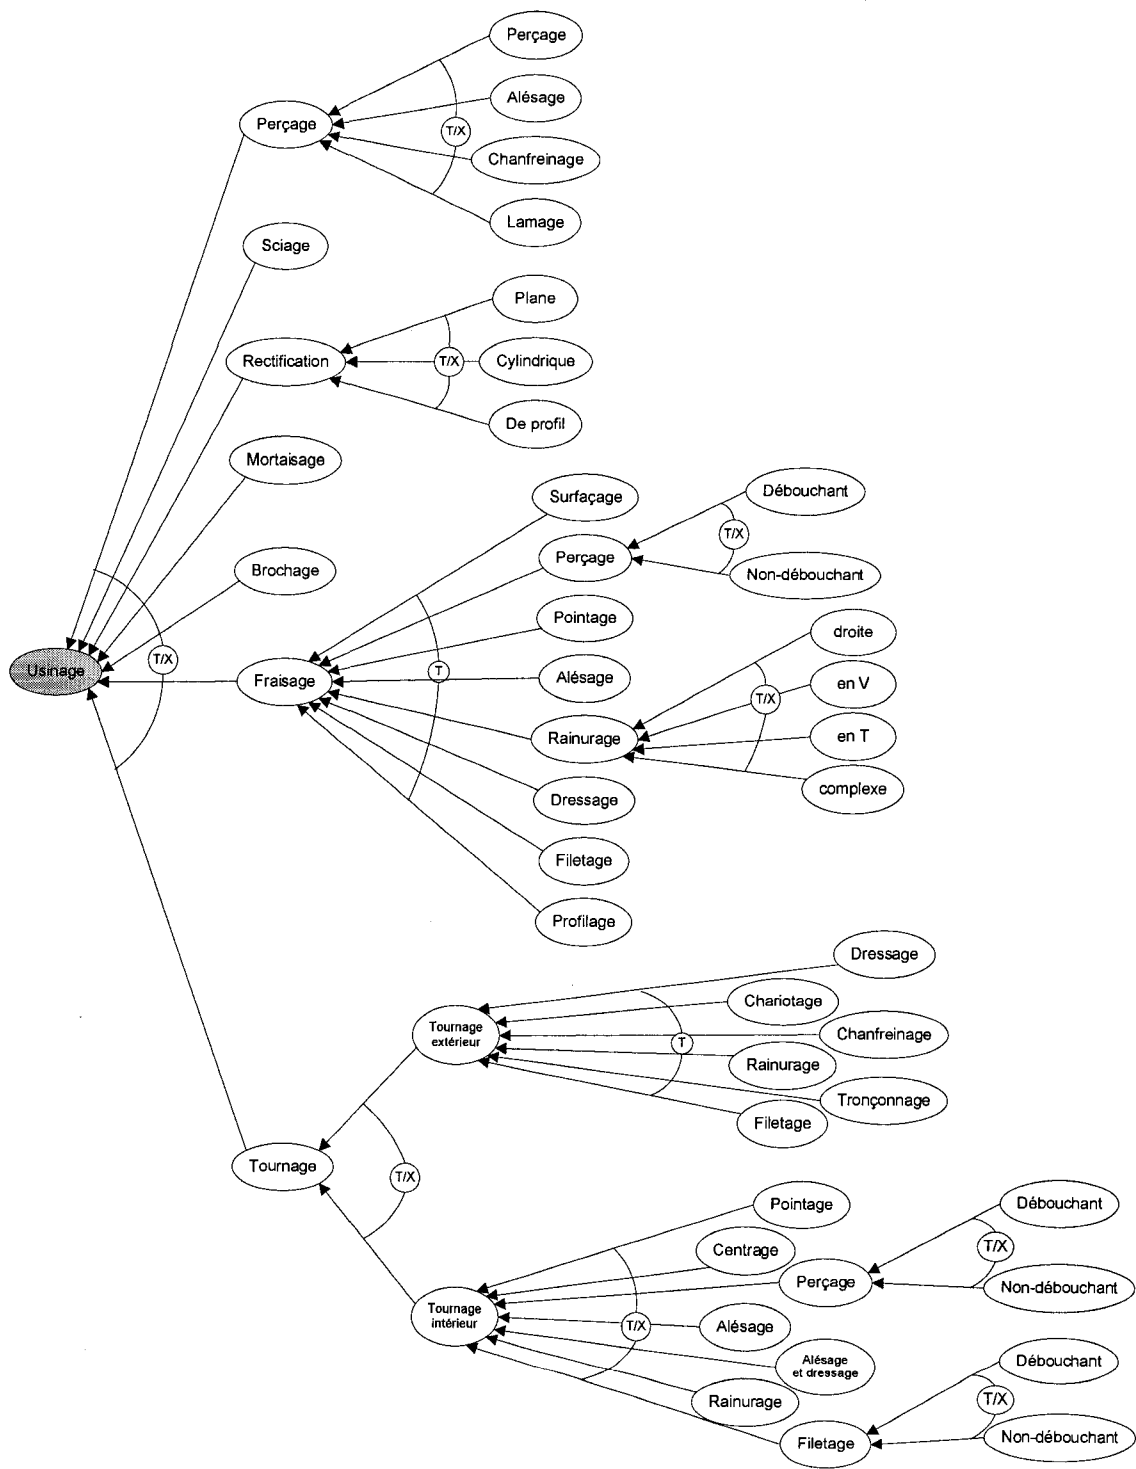 Perçage
Alésage
Perçage
T/X
Chanfreinage
Lamage
Sciage
Plane
Rectification
T/X
Cylindrique
De profil
Mortaisage
Surfaçage
Débouchant
T/X
Perçage
Brochage
Non-débouchant
Pointage
droite
Usinage
T/X
Fraisage
T
Alésage
en V
T/X
Rainurage
en T
complexe
Dressage
Filetage
Profilage
Dressage
Chariotage
Tournage
extérieur
T
Chanfreinage
Rainurage
Tronçonnage
Filetage
Tournage
T/X
Pointage
Débouchant
Centrage
T/X
Perçage
Non-débouchant
Tournage
intérieur
T/X
Alésage
Alésage
et dressage
Débouchant
Rainurage
T/X
Filetage
Non-débouchant